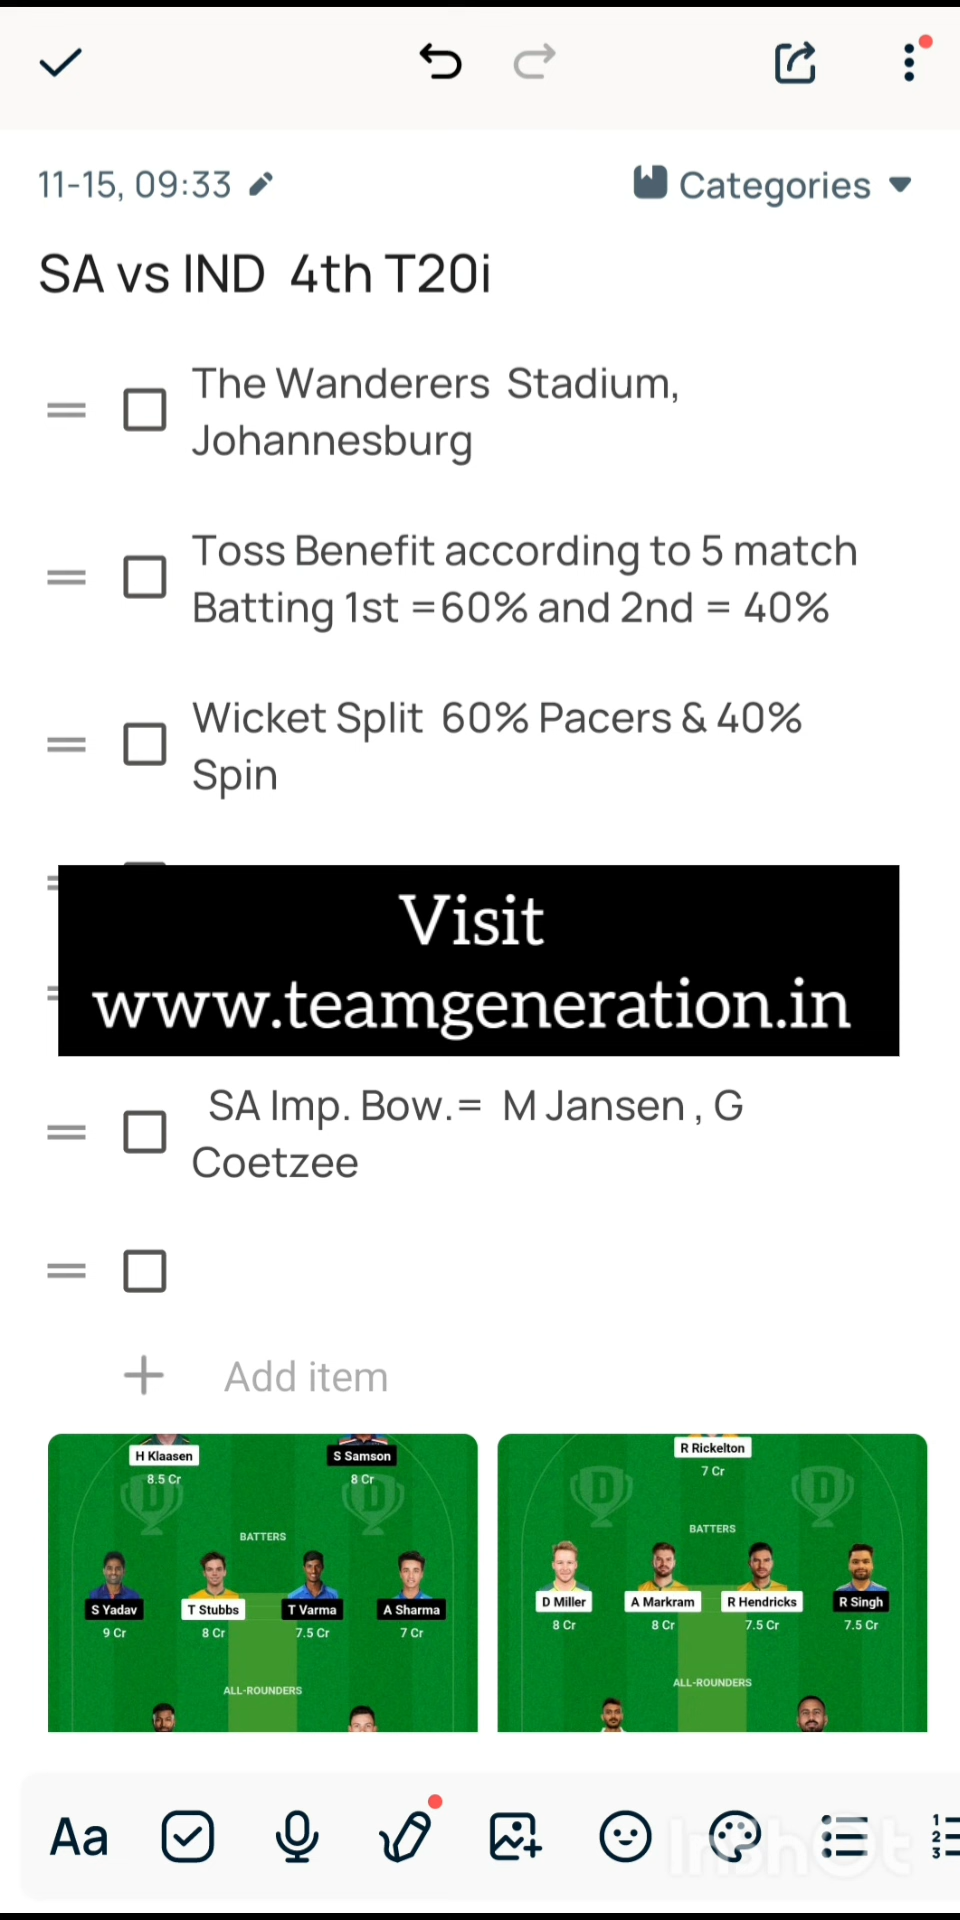 11-15, 09:33
Categories
SA vs IND 4th T20i
The Wanderers Stadium,
Johannesburg
Toss Benefit according to 5 match
Batting 1st =60% and 2nd = 40%
Wicket Split 60% Pacers & 40%
Spin
Visit
www.teamgeneration.in
SA Imp. Bow.= M Jansen , G
Coetzee
Add item
H Klaasen
8.5 Cr
S Samson
8 Cr
BATTERS
S Yadav
9 Cr
T Stubbs
8 Cr
T Varma
7.5 Cr
A Sharma
7 Cr
ALL-ROUNDERS
R Rickelton
7 Cr
BATTERS
D Miller
8 Cr
A Markram
8 Cr
R Hendricks
7.5 Cr
R Singh
7.5 Cr
ALL-ROUNDERS
Aa
InShOt